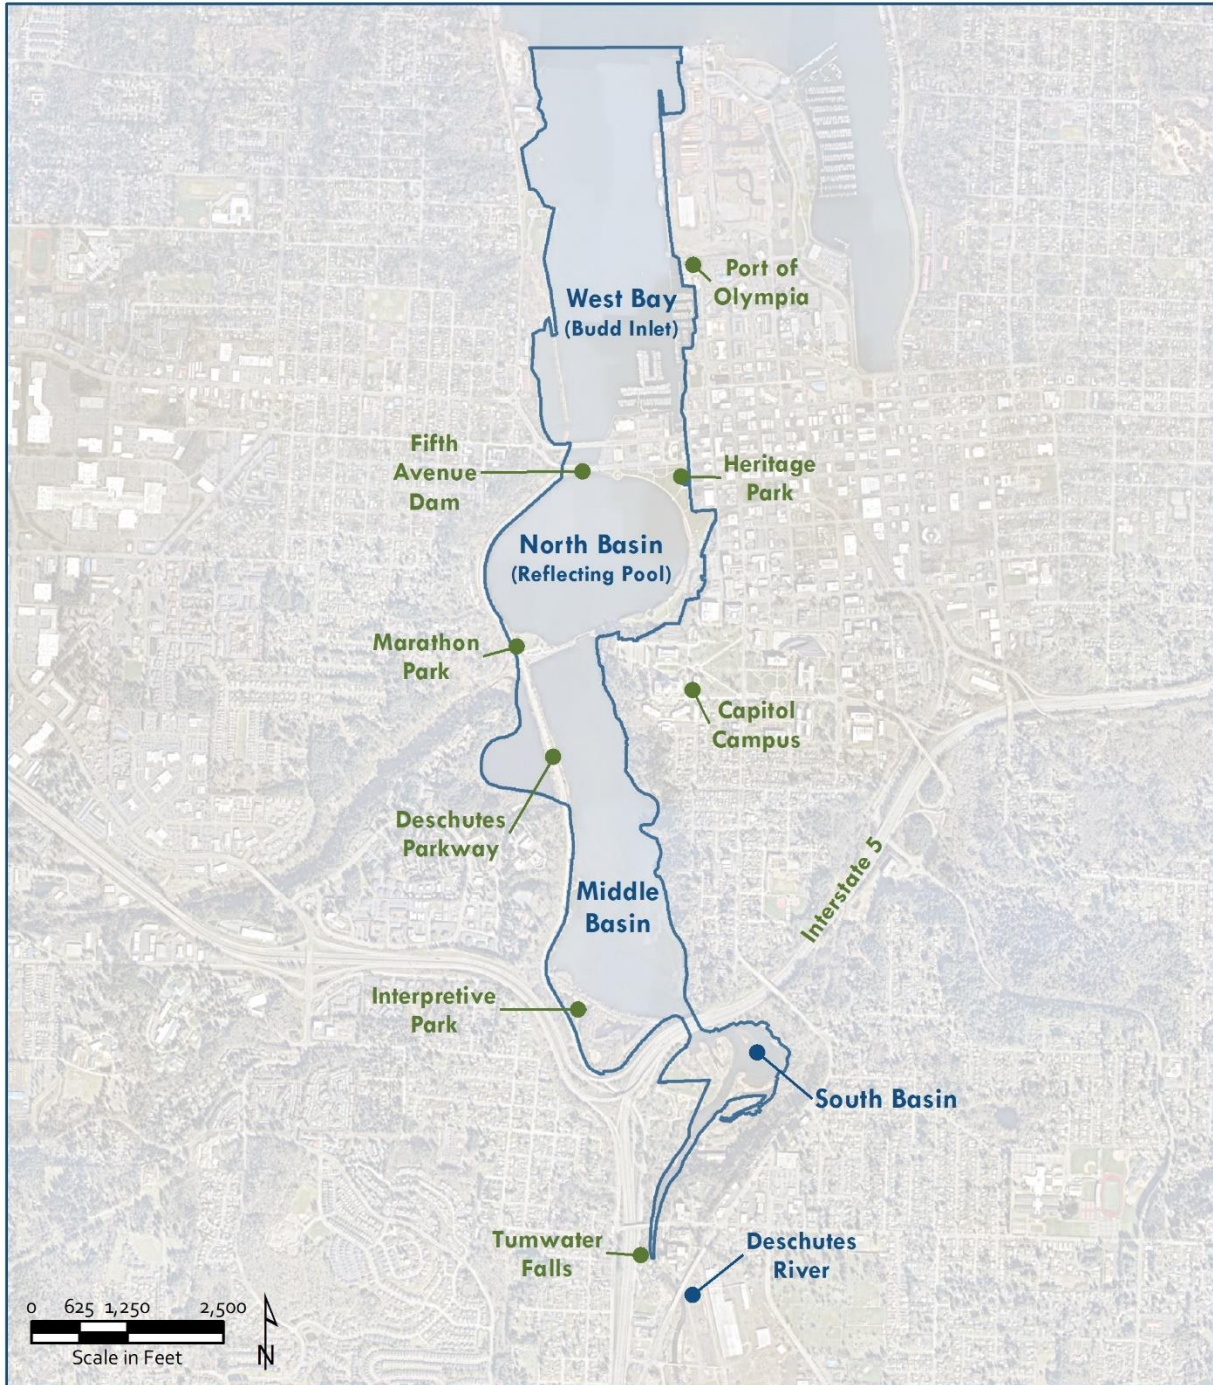 Port of
Olympia
West Bay
(Budd Inlet)
Fifth
Avenue
Dam
Heritage
Park
North Basin
(Reflecting Pool)
Marathon
Park
Capitol
Campus
Deschutes
Parkway
Interstate 5
Middle
Basin
Interpretive
Park
South Basin
Tumwater
Falls
Deschutes
River
0 625 1,250 2,500
Scale in Feet
N